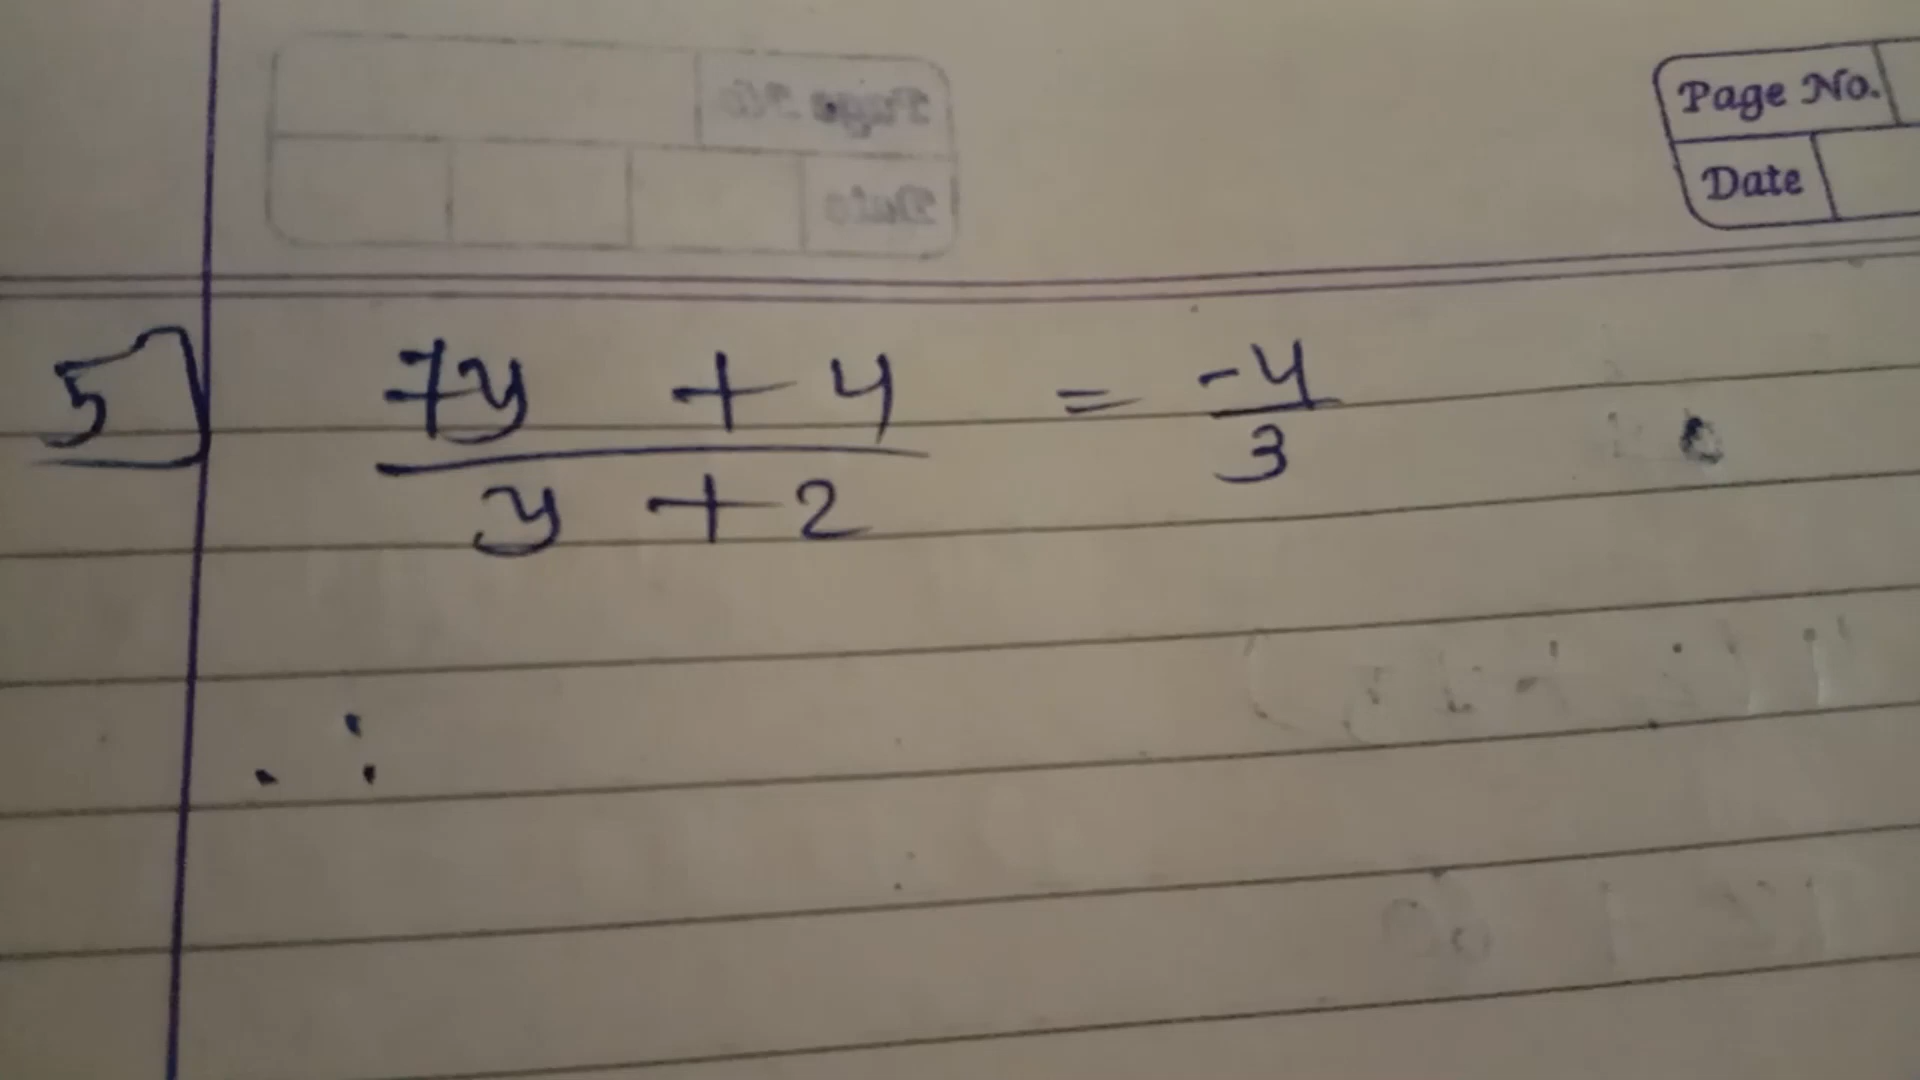 Page No.
Date
5] 7y + 4 = -4
y + 2 3
∴